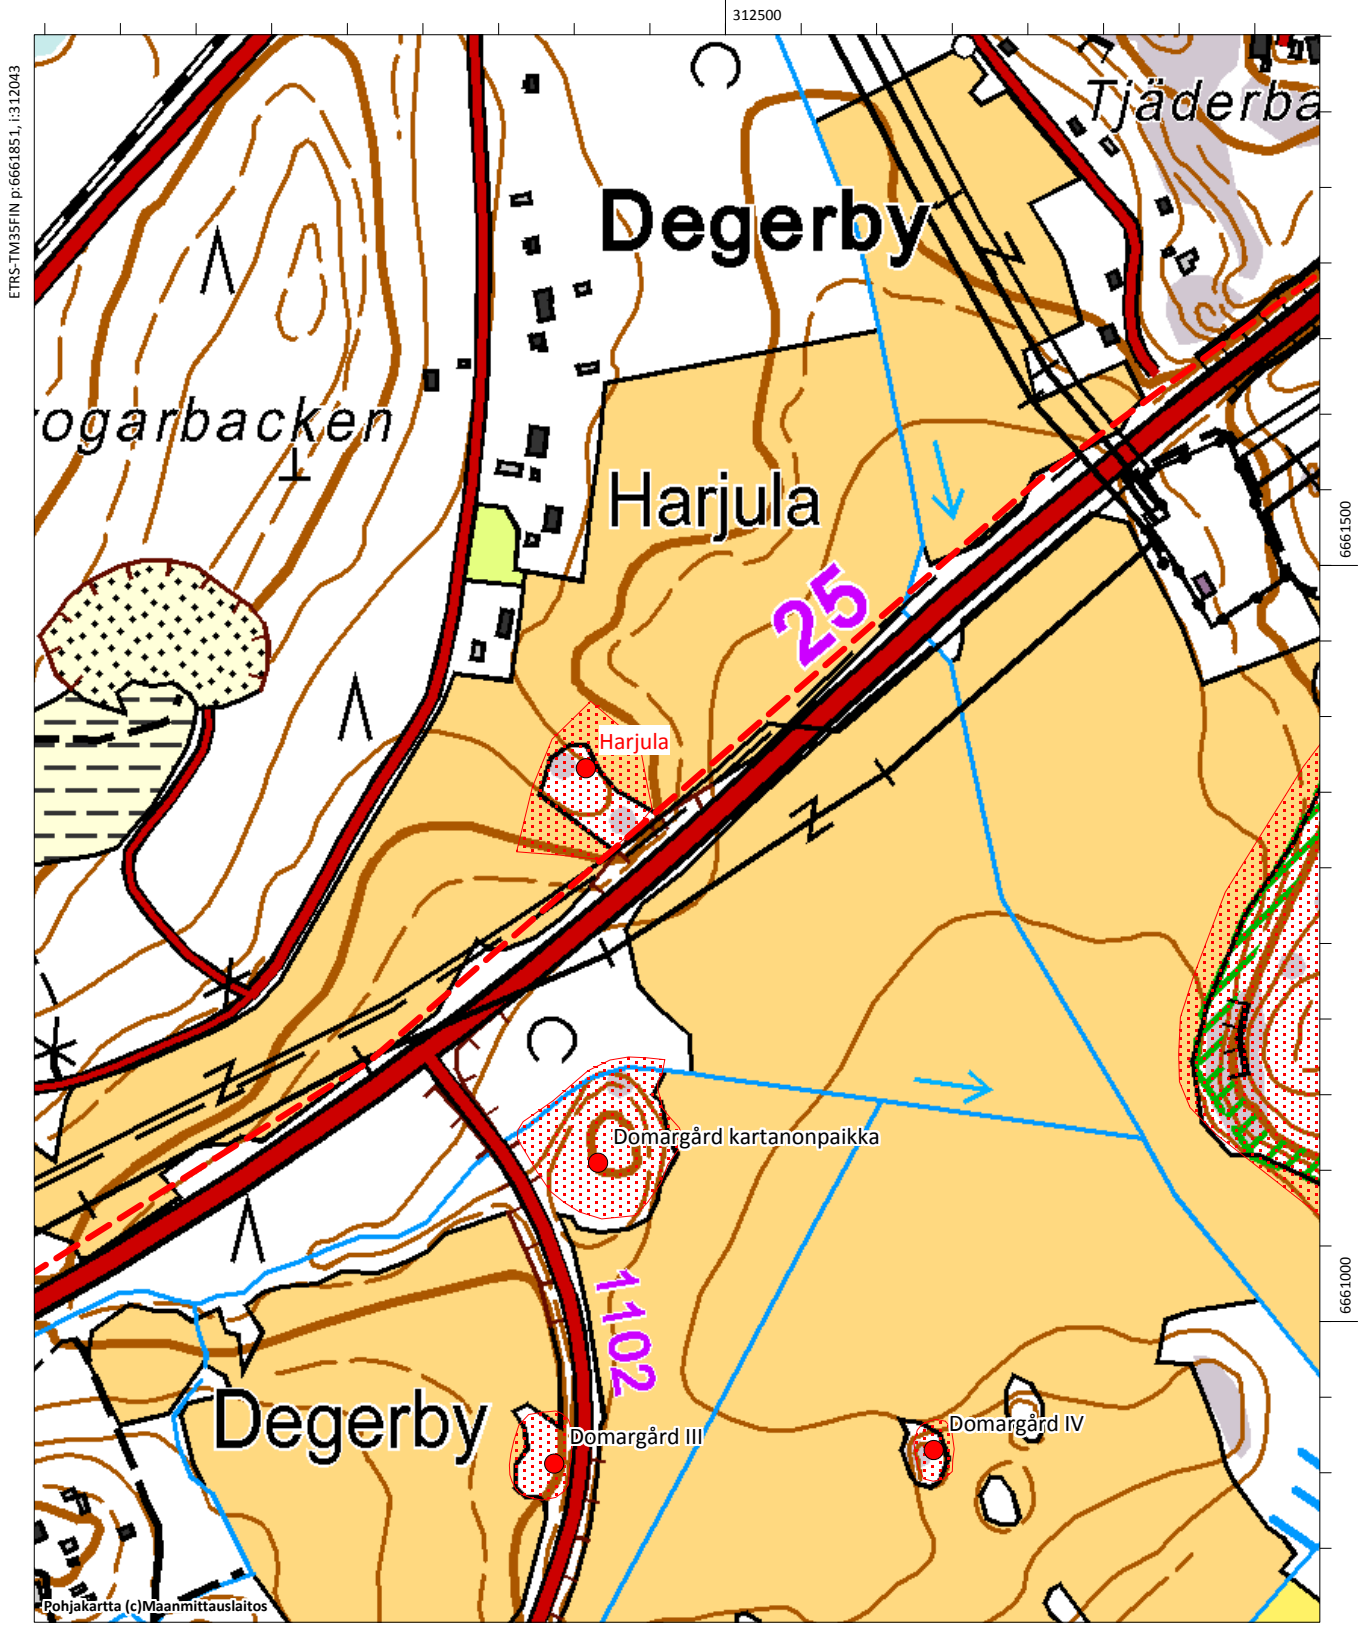 312500
ETRS-TM35FIN p:6661851, i:312043
Tjäderba
Degerby
rogarbacken
Harjula
6661500
25
Harjula
Domargård kartanonpaikka
6661000
1102
Degerby
Domargård III
Domargård IV
Pohjakartta (c)Maanmittauslaitos